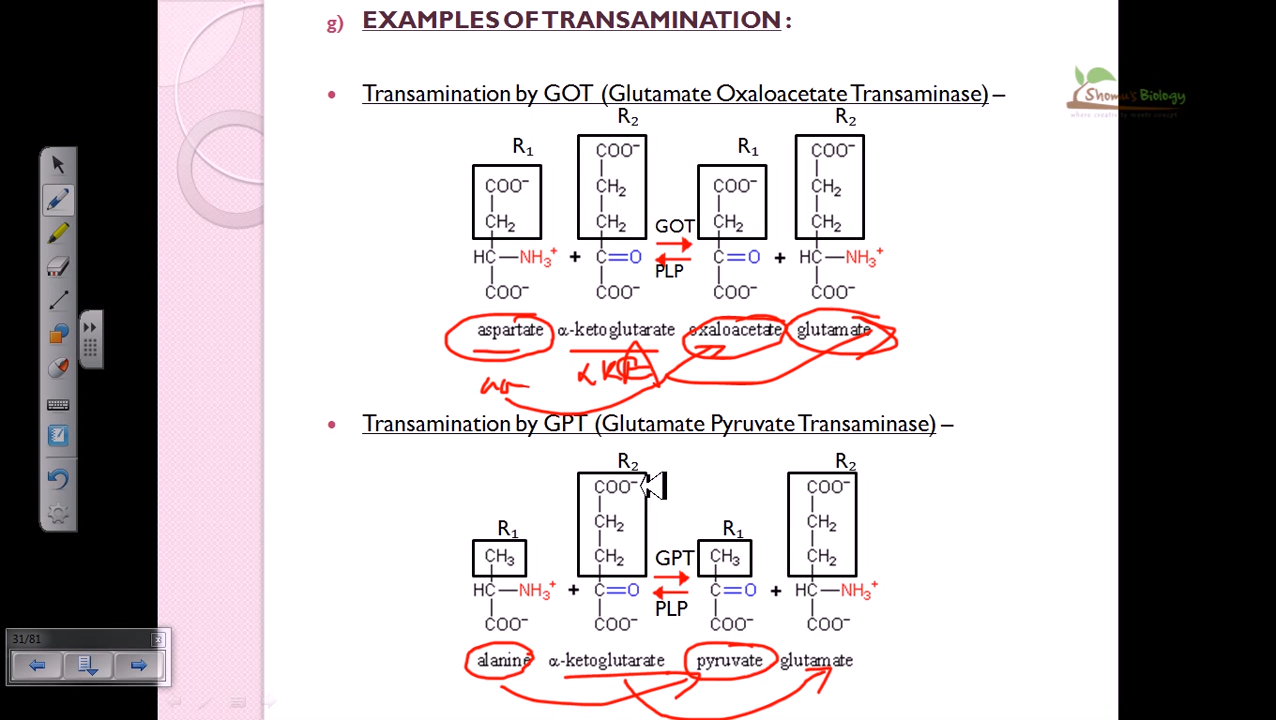 g) EXAMPLES OF TRANSAMINATION :
Shomu's Biology
• Transamination by GOT (Glutamate Oxaloacetate Transaminase) –
R₂ R₂
R₁ R₁
COO⁻ COO⁻
COO⁻ CH₂ COO⁻ CH₂
CH₂ CH₂ GOT CH₂ CH₂
HC—NH₃⁺ + C=O C=O + HC—NH₃⁺
PLP
COO⁻ COO⁻ COO⁻ COO⁻
aspartate α-ketoglutarate oxaloacetate glutamate
• Transamination by GPT (Glutamate Pyruvate Transaminase) –
R₂ R₂
COO⁻ COO⁻
R₁ CH₂ R₁ CH₂
CH₃ CH₂ GPT CH₃ CH₂
HC—NH₃⁺ + C=O C=O + HC—NH₃⁺
PLP
COO⁻ COO⁻ COO⁻ COO⁻
alanine α-ketoglutarate pyruvate glutamate
31/81